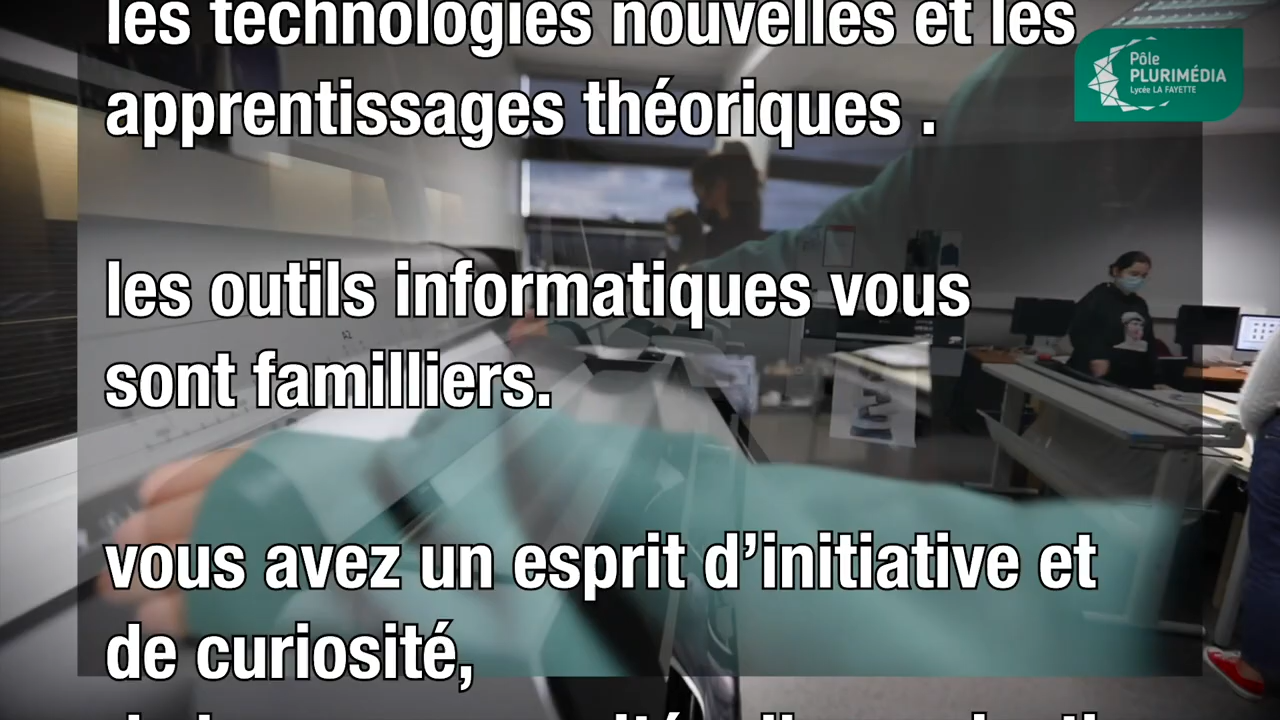 les technologies nouvelles et les
apprentissages théoriques .
les outils informatiques vous
sont familliers.
vous avez un esprit d’initiative et
de curiosité,
Pôle
PLURIMÉDIA
Lycée LA FAYETTE